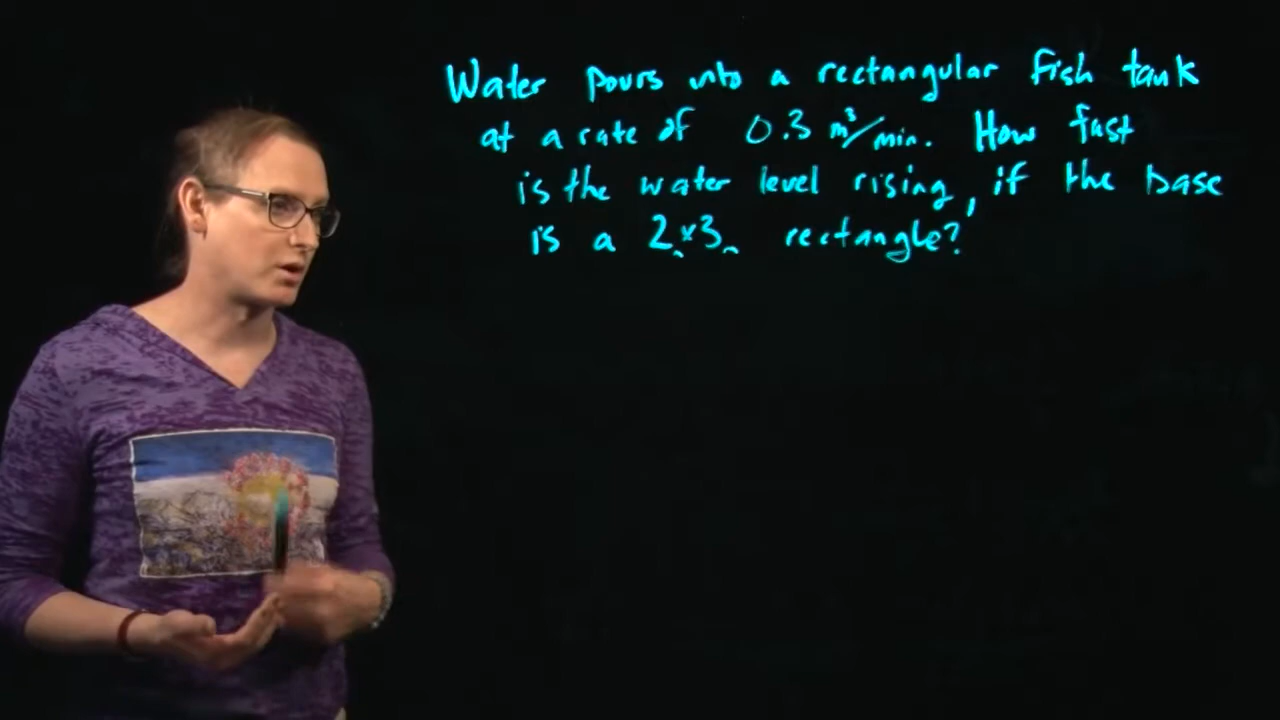 Water pours into a rectangular fish tank
at a rate of 0.3 m³/min. How fast
is the water level rising, if the base
is a 2m x 3m rectangle?